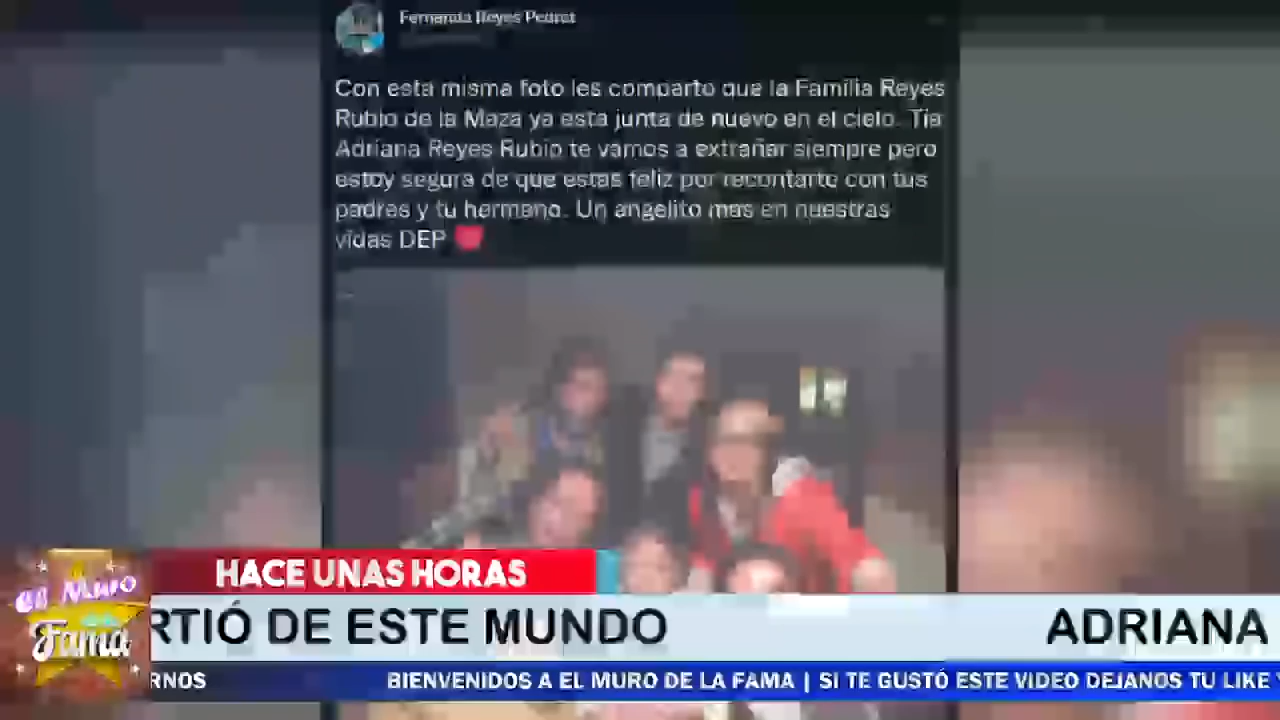 Fernanda Reyes Pedret
Con esta misma foto les comparto que la Familia Reyes
Rubio de la Maza ya esta junta de nuevo en el cielo. Tia
Adriana Reyes Rubio te vamos a extrañar siempre pero
estoy segura de que estas feliz por recontarte con tus
padres y tu hermano. Un angelito mas en nuestras
vidas DEP
HACE UNAS HORAS
El Muro
de la
Fama
RTIÓ DE ESTE MUNDO ADRIANA
RNOS BIENVENIDOS A EL MURO DE LA FAMA | SI TE GUSTÓ ESTE VIDEO DEJANOS TU LIKE Y